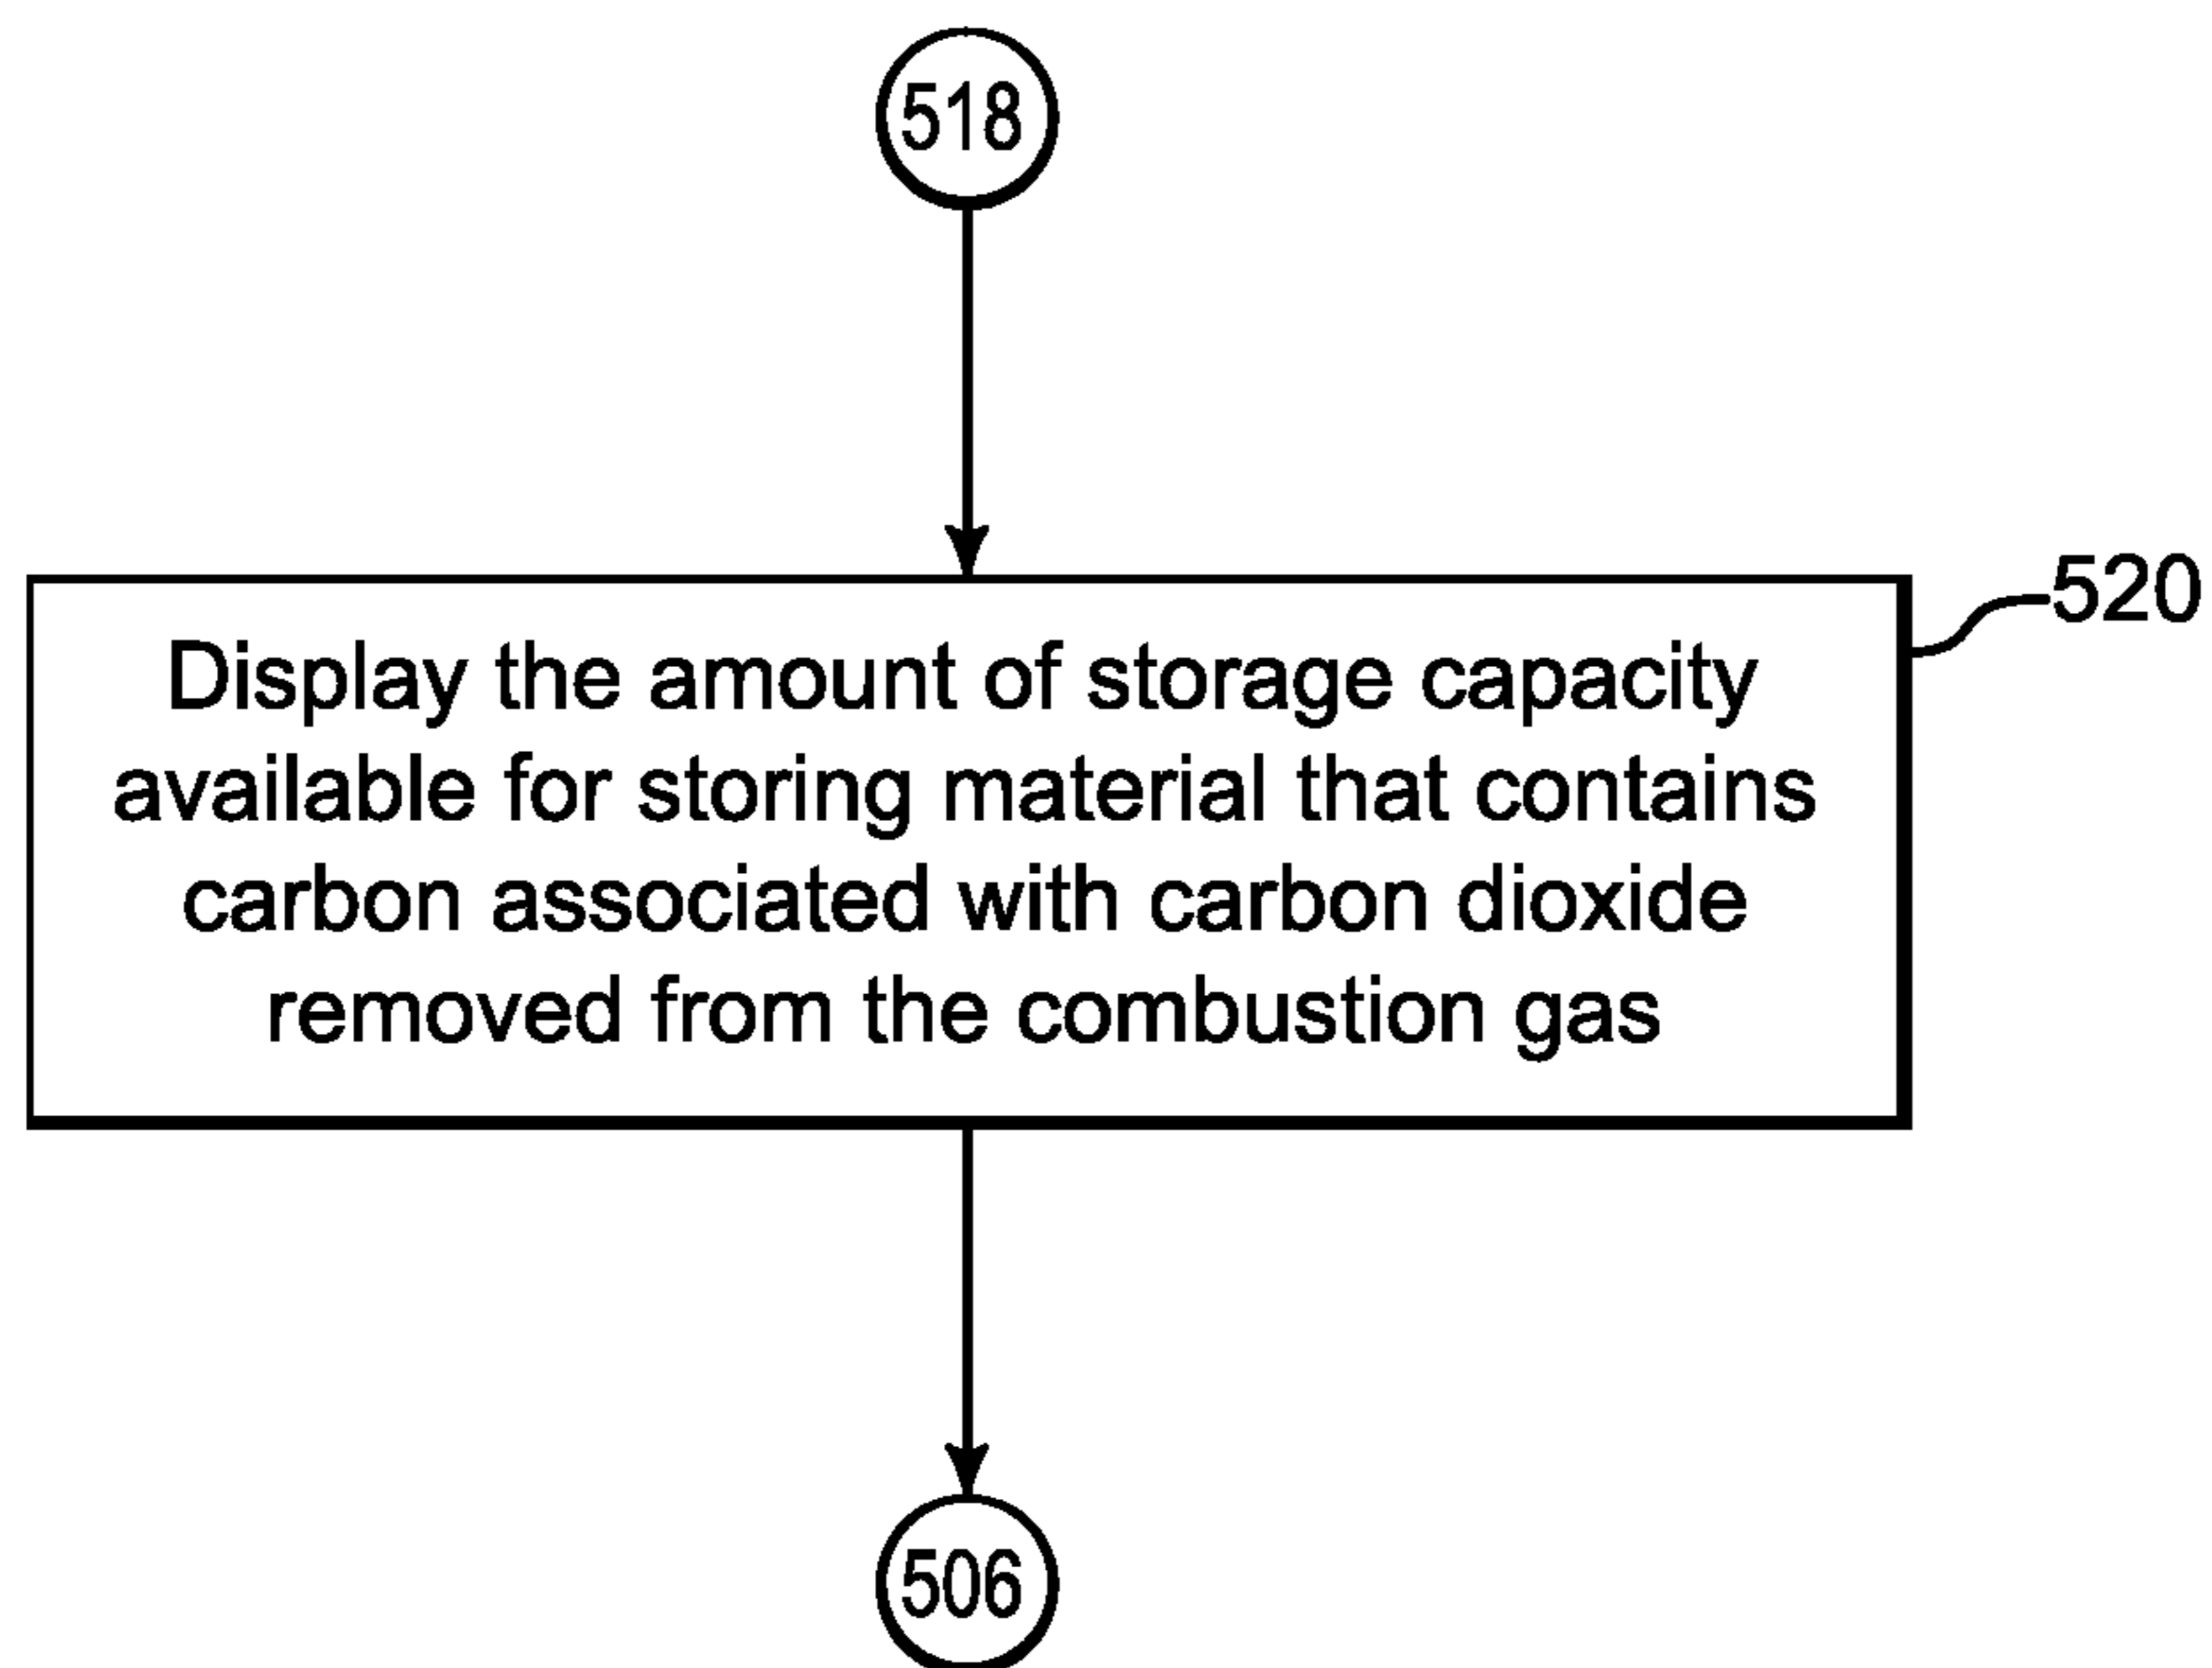 518
520
Display the amount of storage capacity
available for storing material that contains
carbon associated with carbon dioxide
removed from the combustion gas
506